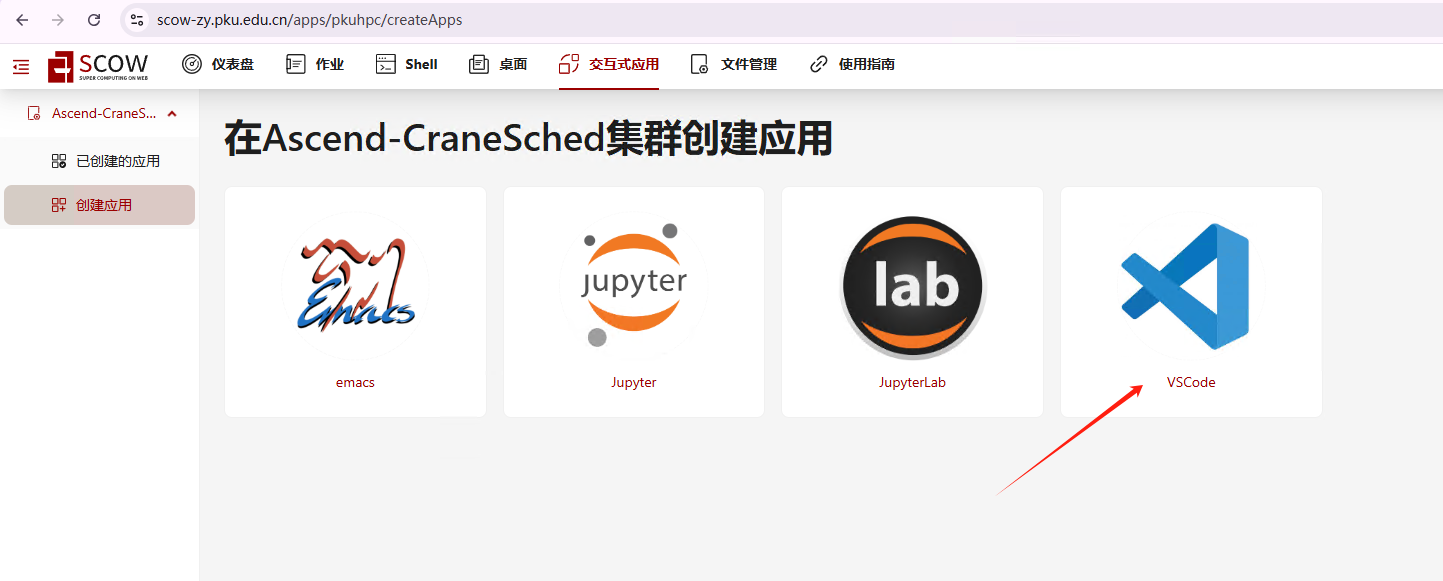 scow-zy.pku.edu.cn/apps/pkuhpc/createApps
SCOW
SUPER COMPUTING ON WEB
仪表盘
作业
Shell
桌面
交互式应用
文件管理
使用指南
Ascend-CraneS...
已创建的应用
创建应用
在Ascend-CraneSched集群创建应用
Emacs
jupyter
lab
emacs
Jupyter
JupyterLab
VSCode